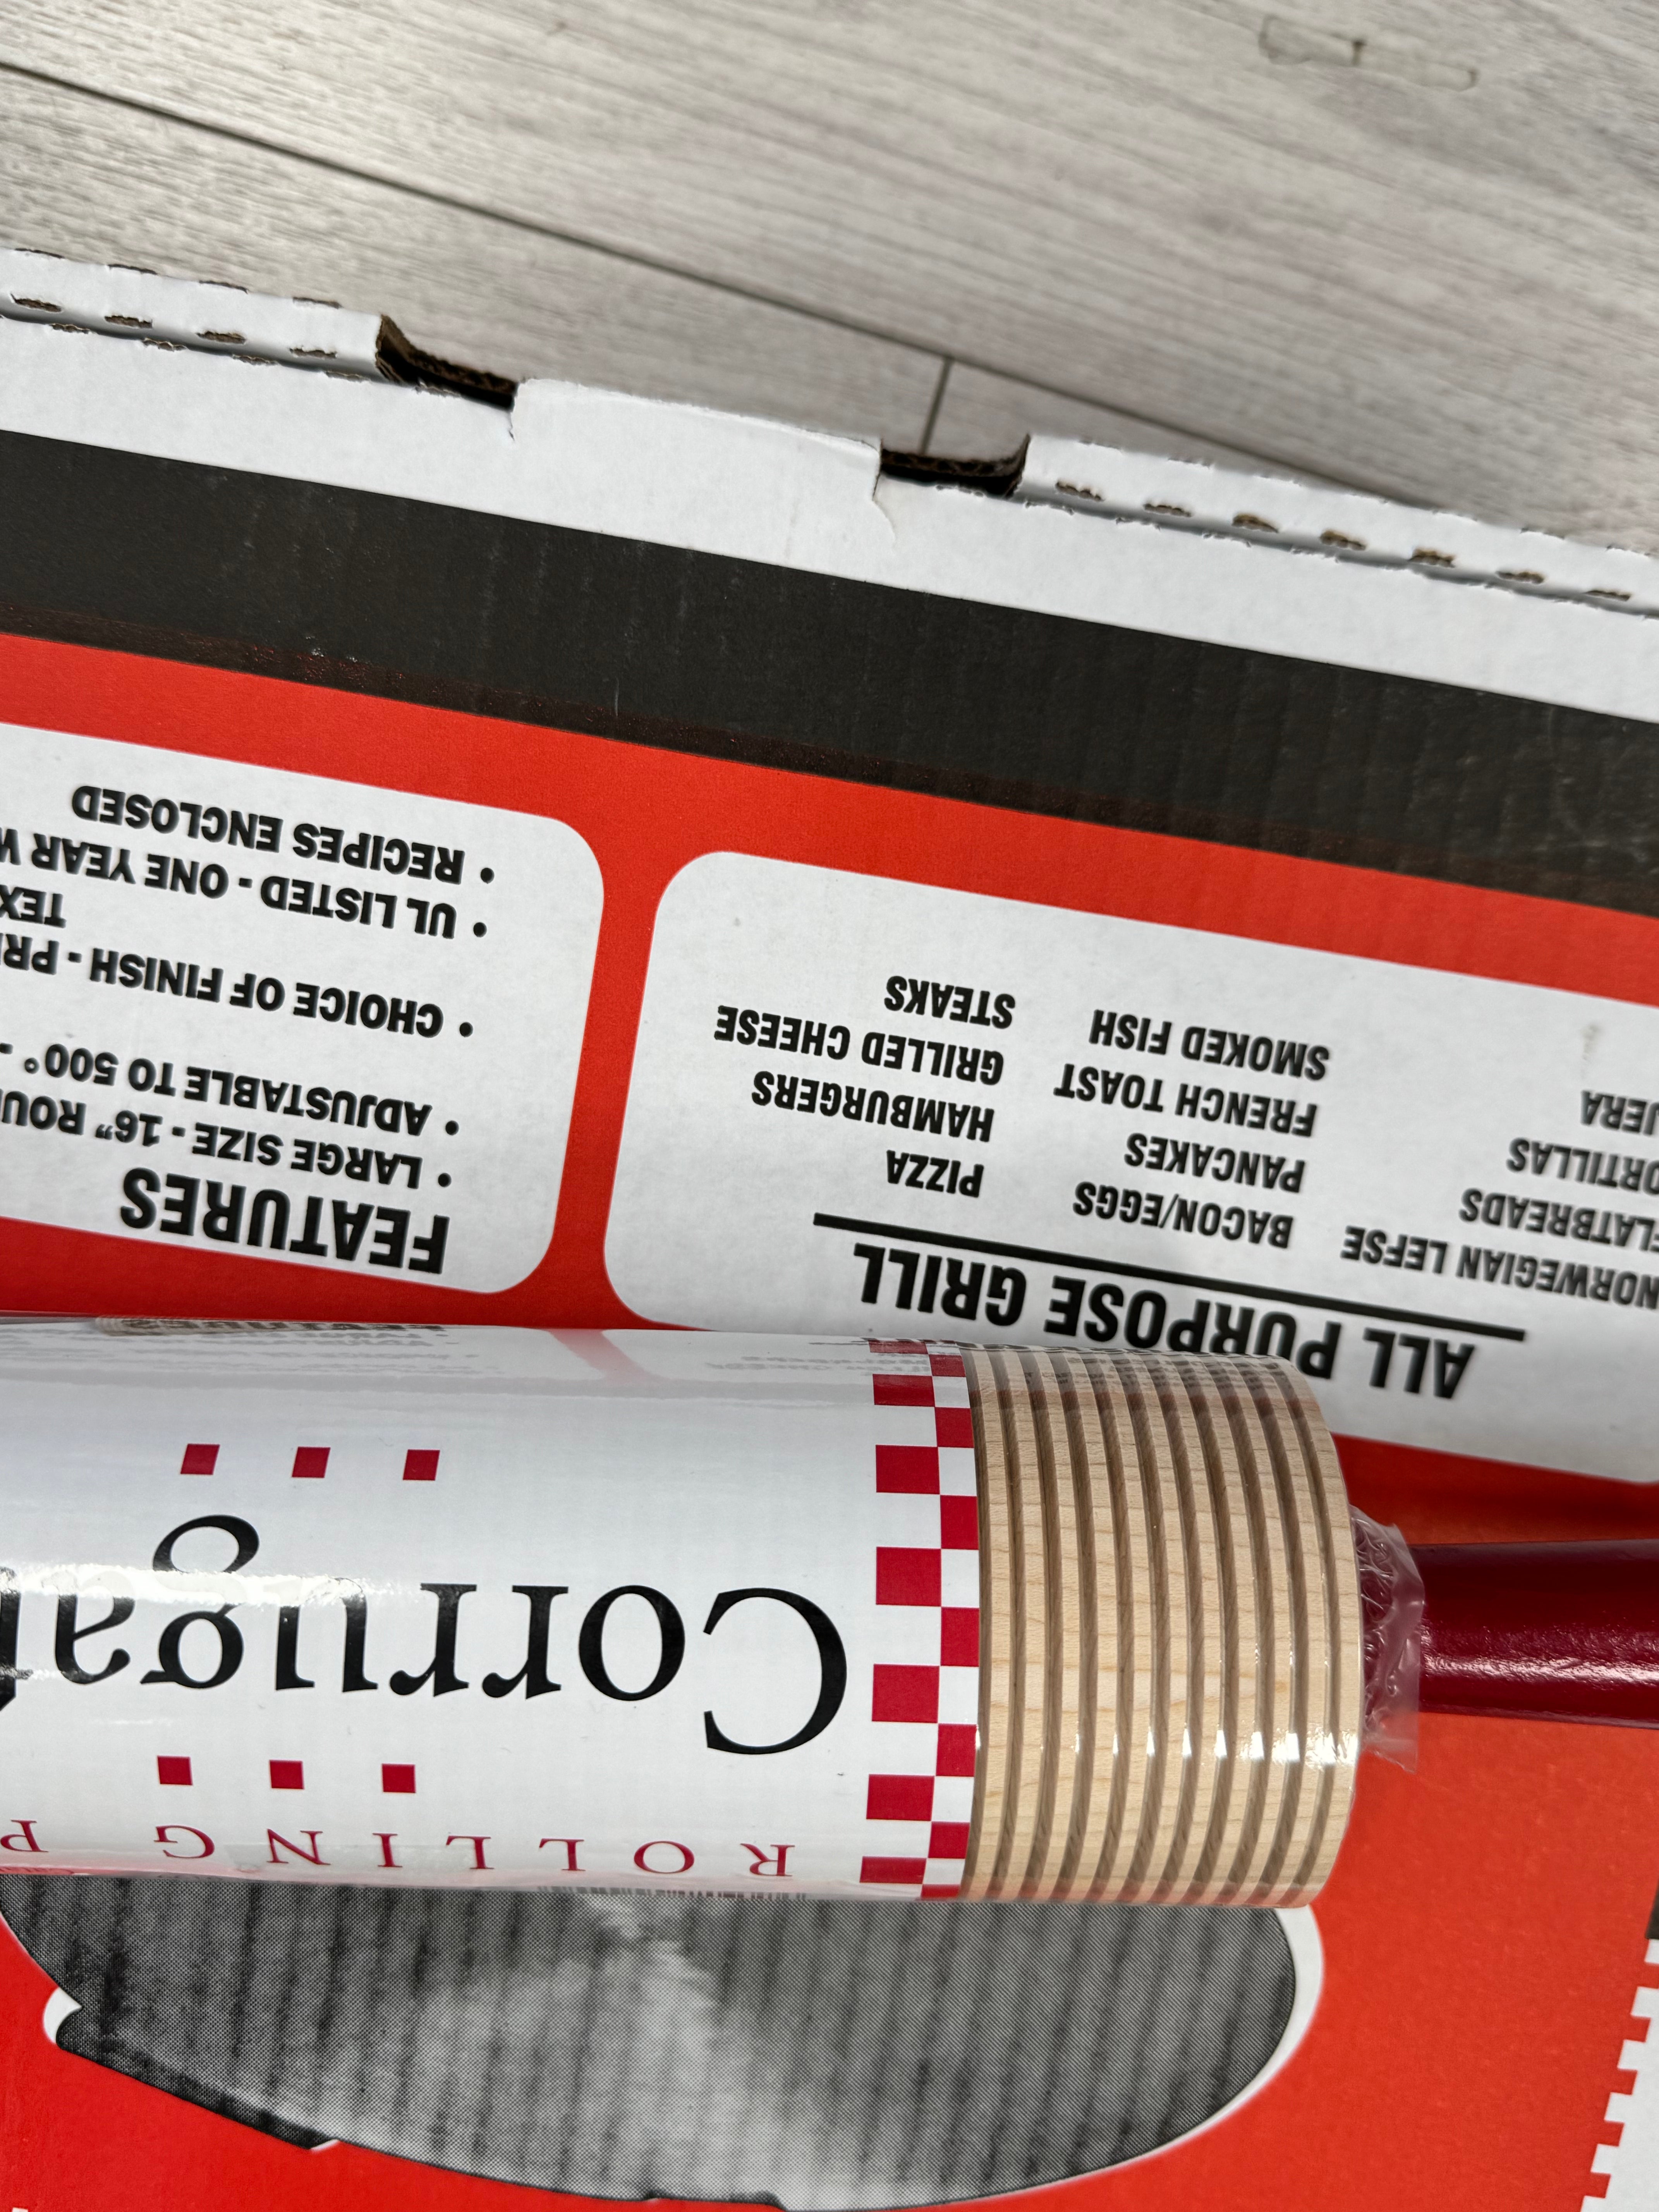 ROLLING P
Corruga
ALL PURPOSE GRILL
NORWEGIAN LEFSE
FLATBREADS
ORTILLAS
BACON/EGGS
PANCAKES
FRENCH TOAST
SMOKED FISH
PIZZA
HAMBURGERS
GRILLED CHEESE
STEAKS
FEATURES
• LARGE SIZE - 16” ROU
• ADJUSTABLE TO 500° -
• CHOICE OF FINISH - PR
TEX
• UL LISTED - ONE YEAR W
• RECIPES ENCLOSED